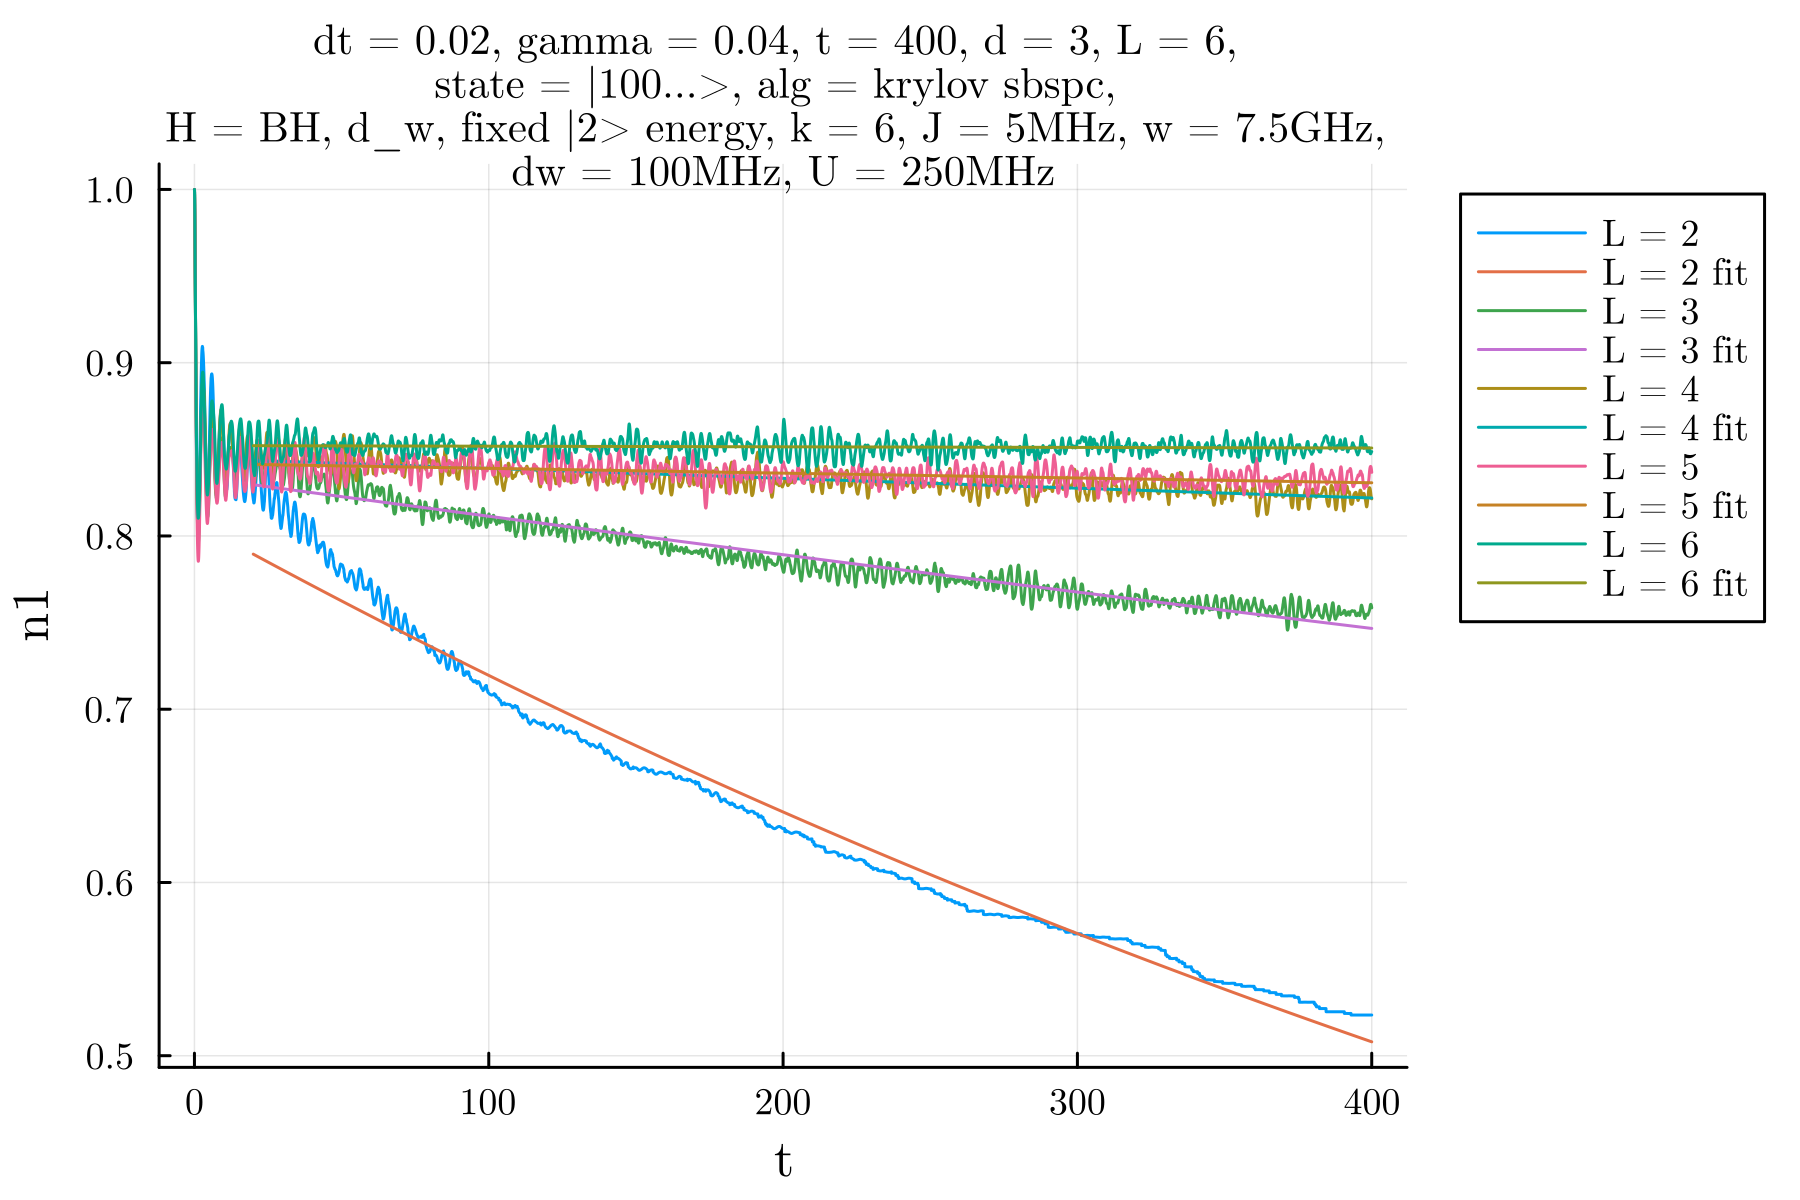 dt = 0.02, gamma = 0.04, t = 400, d = 3, L = 6,
state = |100...>, alg = krylov sbspc,
H = BH, d_w, fixed |2> energy, k = 6, J = 5MHz, w = 7.5GHz,
dw = 100MHz, U = 250MHz
1.0
0.9
0.8
0.7
0.6
0.5
n1
0 100 200 300 400
t
L = 2
L = 2 fit
L = 3
L = 3 fit
L = 4
L = 4 fit
L = 5
L = 5 fit
L = 6
L = 6 fit